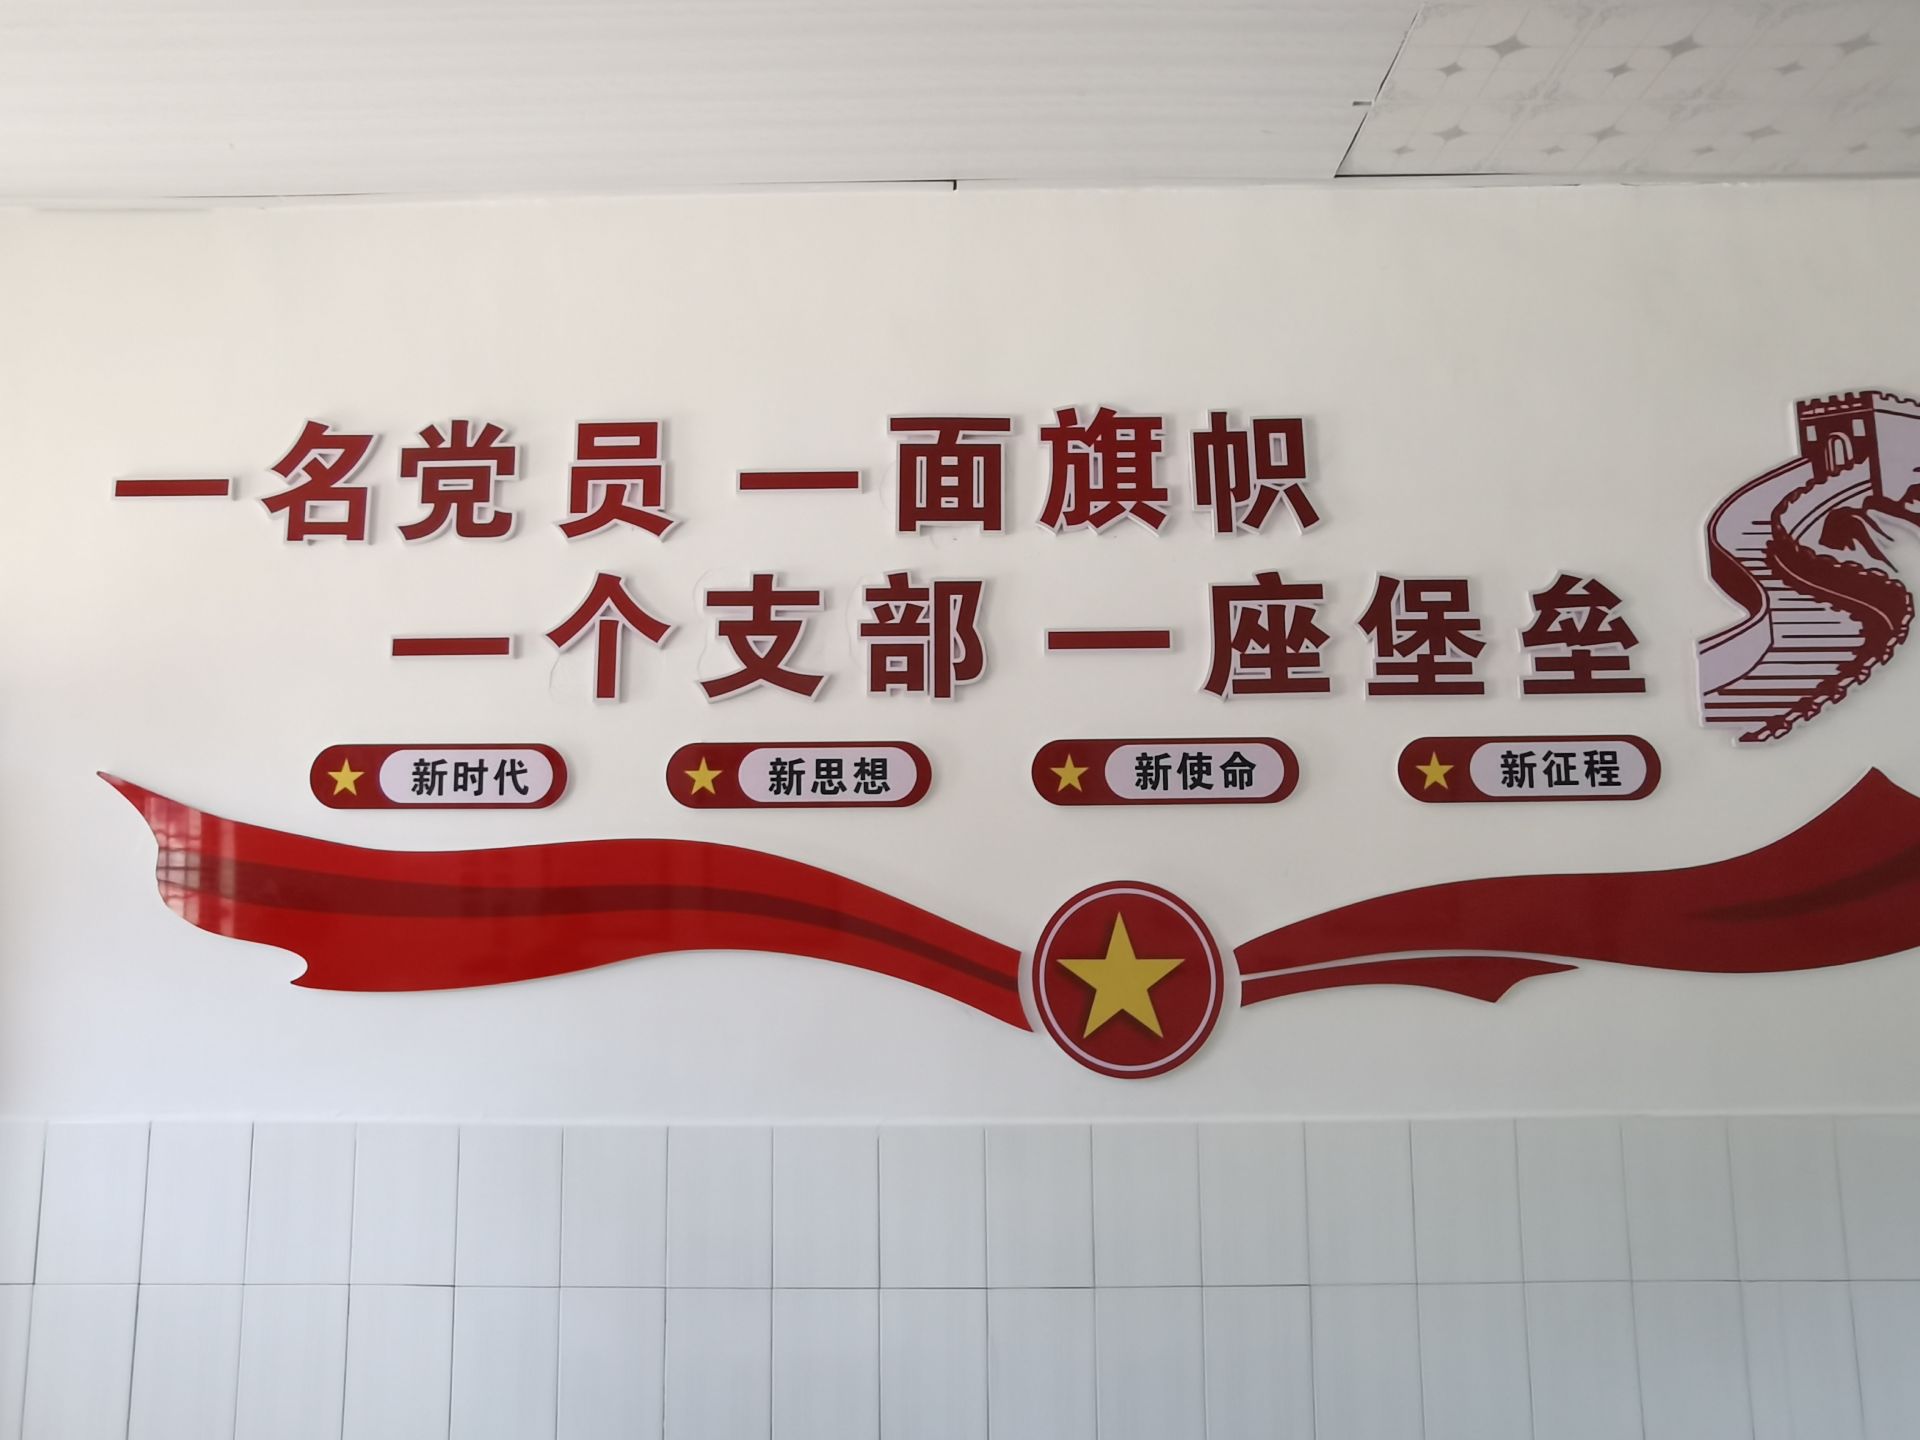 一名党员 一面旗帜
一个支部 一座堡垒
新时代 新思想 新使命 新征程